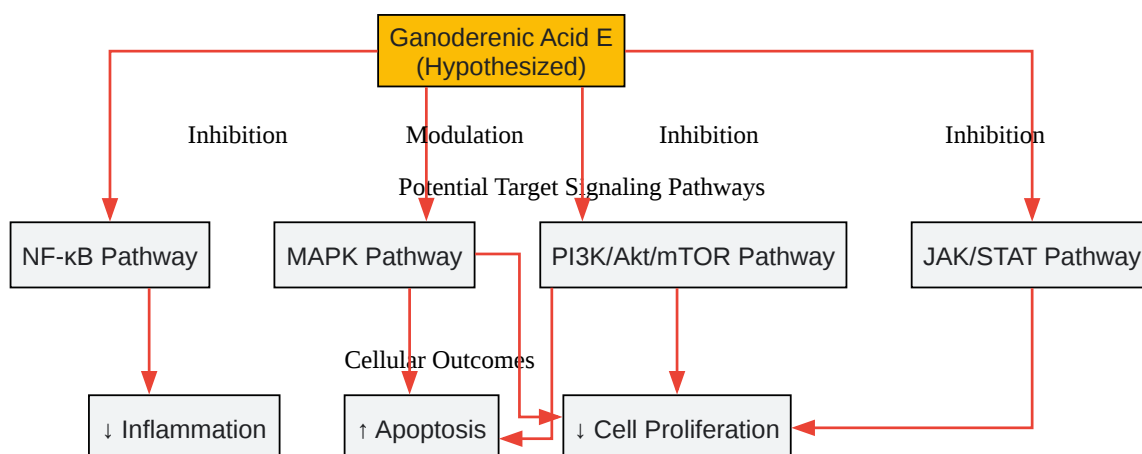 Ganoderenic Acid E
(Hypothesized)
Inhibition
Modulation
Inhibition
Inhibition
Potential Target Signaling Pathways
NF-κB Pathway
MAPK Pathway
PI3K/Akt/mTOR Pathway
JAK/STAT Pathway
Cellular Outcomes
↓ Inflammation
↑ Apoptosis
↓ Cell Proliferation